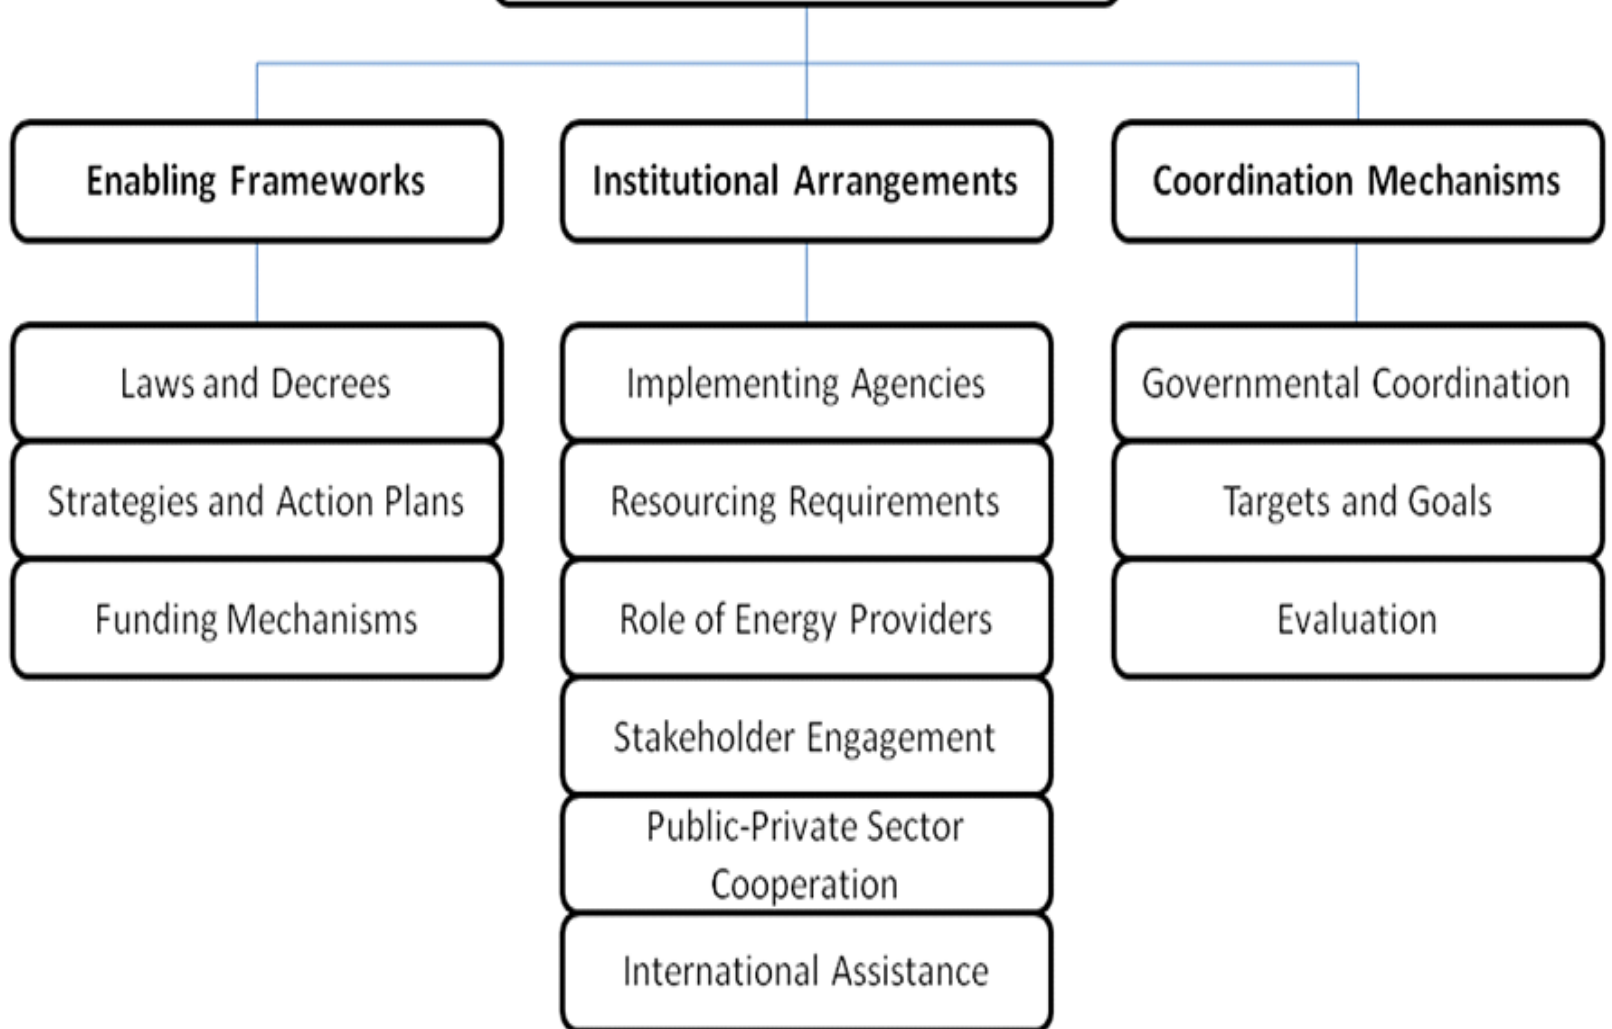 Enabling Frameworks
Institutional Arrangements
Coordination Mechanisms
Laws and Decrees
Strategies and Action Plans
Funding Mechanisms
Implementing Agencies
Resourcing Requirements
Role of Energy Providers
Stakeholder Engagement
Public-Private Sector
Cooperation
International Assistance
Governmental Coordination
Targets and Goals
Evaluation